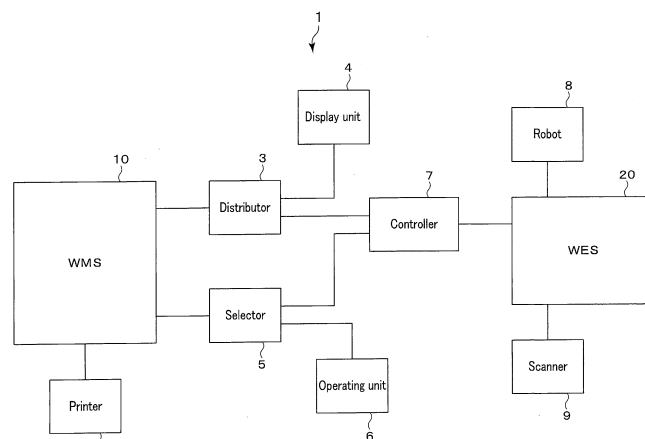 1
4
Display unit
8
Robot
10
WMS
3
Distributor
7
Controller
20
WES
Selector
5
Operating unit
6
Scanner
9
Printer